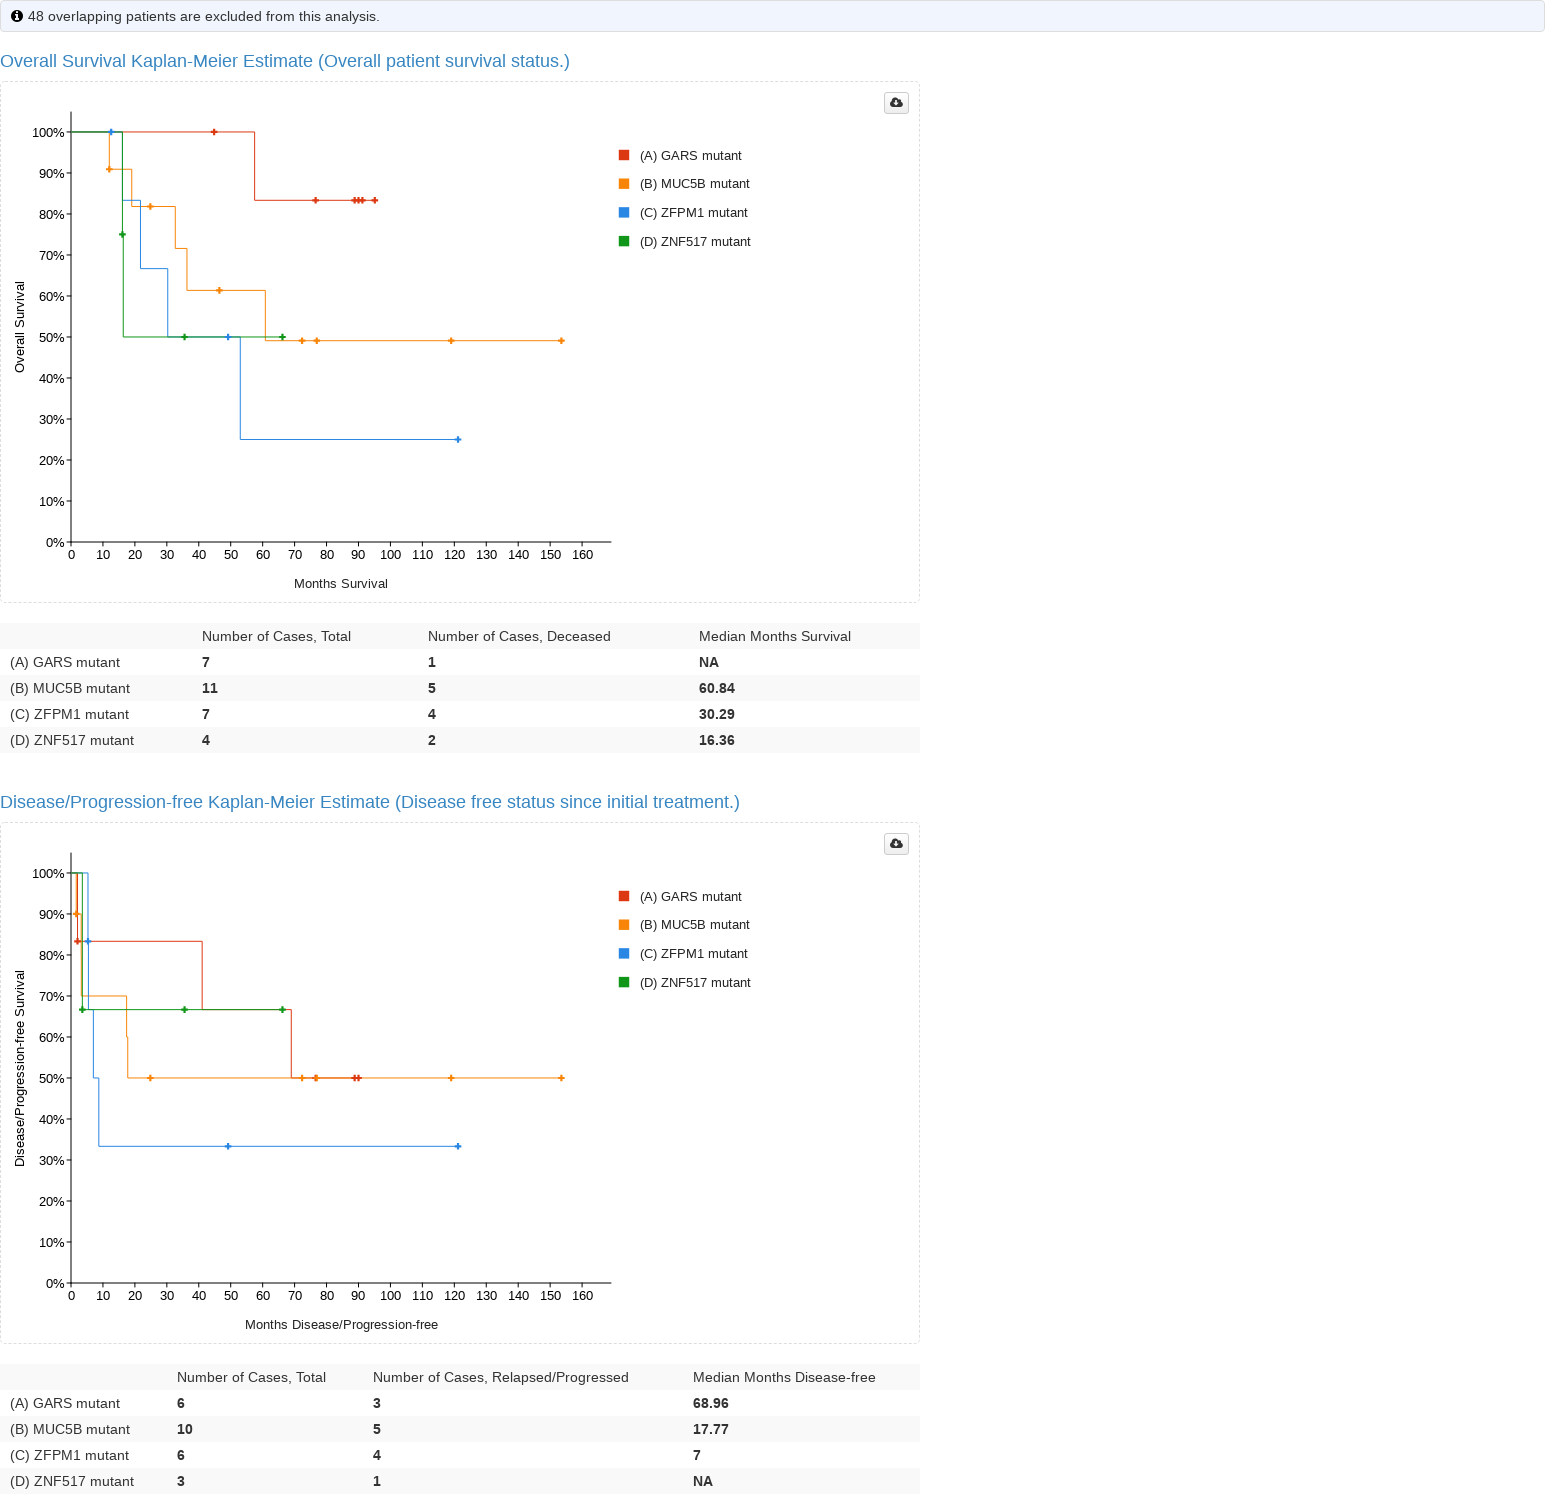 48 overlapping patients are excluded from this analysis.
Overall Survival Kaplan-Meier Estimate (Overall patient survival status.)
100%
90%
80%
70%
60%
50%
40%
30%
20%
10%
0%
Overall Survival
0 10 20 30 40 50 60 70 80 90 100 110 120 130 140 150 160
Months Survival
(A) GARS mutant
(B) MUC5B mutant
(C) ZFPM1 mutant
(D) ZNF517 mutant
Number of Cases, Total Number of Cases, Deceased Median Months Survival
(A) GARS mutant 7 1 NA
(B) MUC5B mutant 11 5 60.84
(C) ZFPM1 mutant 7 4 30.29
(D) ZNF517 mutant 4 2 16.36
Disease/Progression-free Kaplan-Meier Estimate (Disease free status since initial treatment.)
100%
90%
80%
70%
60%
50%
40%
30%
20%
10%
0%
Disease/Progression-free Survival
0 10 20 30 40 50 60 70 80 90 100 110 120 130 140 150 160
Months Disease/Progression-free
(A) GARS mutant
(B) MUC5B mutant
(C) ZFPM1 mutant
(D) ZNF517 mutant
Number of Cases, Total Number of Cases, Relapsed/Progressed Median Months Disease-free
(A) GARS mutant 6 3 68.96
(B) MUC5B mutant 10 5 17.77
(C) ZFPM1 mutant 6 4 7
(D) ZNF517 mutant 3 1 NA